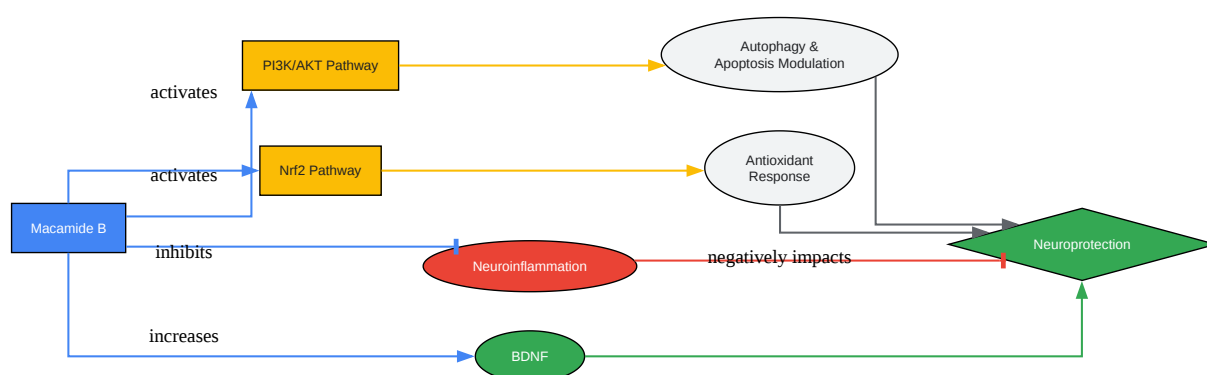 Autophagy &
Apoptosis Modulation
PI3K/AKT Pathway
activates
Antioxidant
Response
Nrf2 Pathway
activates
Macamide B
inhibits
Neuroinflammation
negatively impacts
Neuroprotection
increases
BDNF